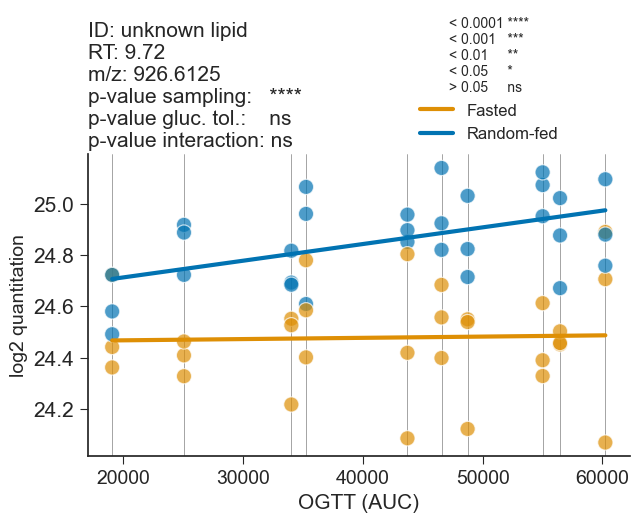 ID: unknown lipid
RT: 9.72
m/z: 926.6125
p-value sampling: ****
p-value gluc. tol.: ns
p-value interaction: ns
< 0.0001 ****
< 0.001 ***
< 0.01 **
< 0.05 *
> 0.05 ns
Fasted
Random-fed
log2 quantitation
25.0
24.8
24.6
24.4
24.2
20000 30000 40000 50000 60000
OGTT (AUC)